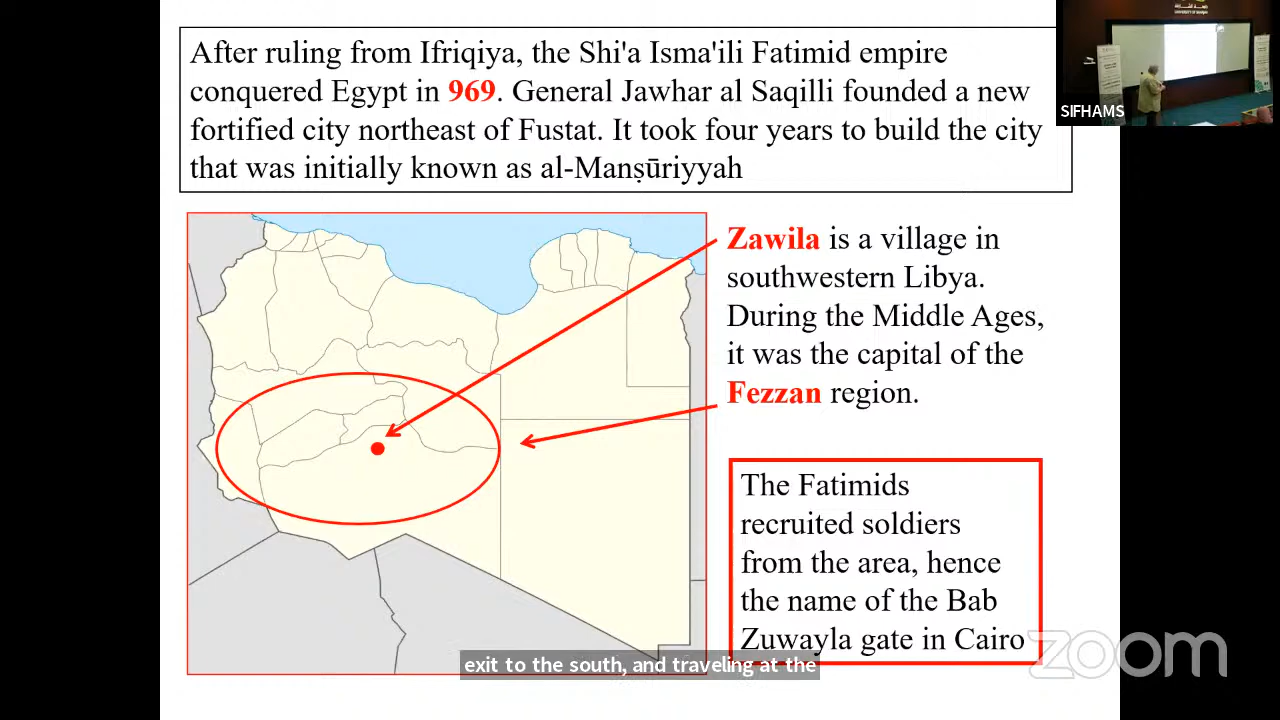 After ruling from Ifriqiya, the Shi'a Isma'ili Fatimid empire
conquered Egypt in 969. General Jawhar al Saqilli founded a new
fortified city northeast of Fustat. It took four years to build the city
that was initially known as al-Manṣūriyyah
SIFHAMS
Zawila is a village in
southwestern Libya.
During the Middle Ages,
it was the capital of the
Fezzan region.
The Fatimids
recruited soldiers
from the area, hence
the name of the Bab
Zuwayla gate in Cairo
exit to the south, and traveling at the
zoom